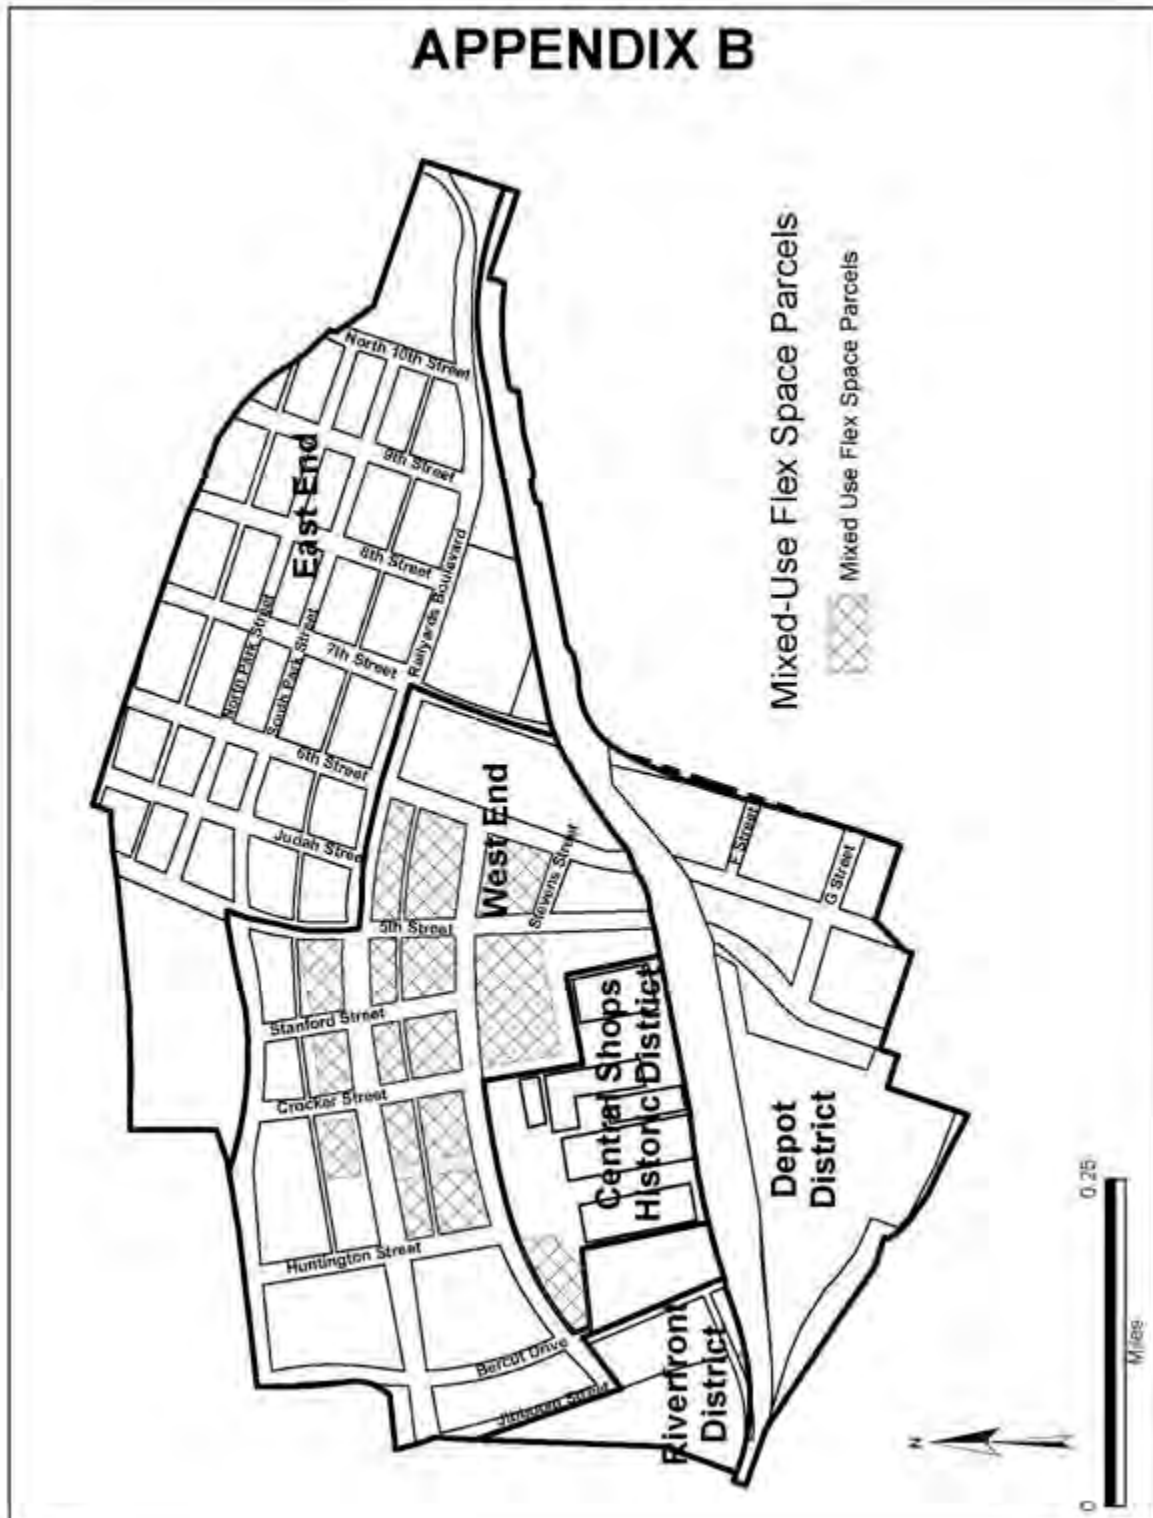 APPENDIX B
North 10th Street
East End
9th Street
8th Street
Railyards Boulevard
North Park Street
South Park Street
7th Street
6th Street
Judah Stree
West End
Stevens Street
5th Street
Stanford Street
Crocker Street
Huntington Street
Bercut Drive
Jibboom Street
Central Shops
Historic District
F Street
G Street
Depot
District
Riverfront
District
Mixed-Use Flex Space Parcels
Mixed Use Flex Space Parcels
N
0
0.25
Miles